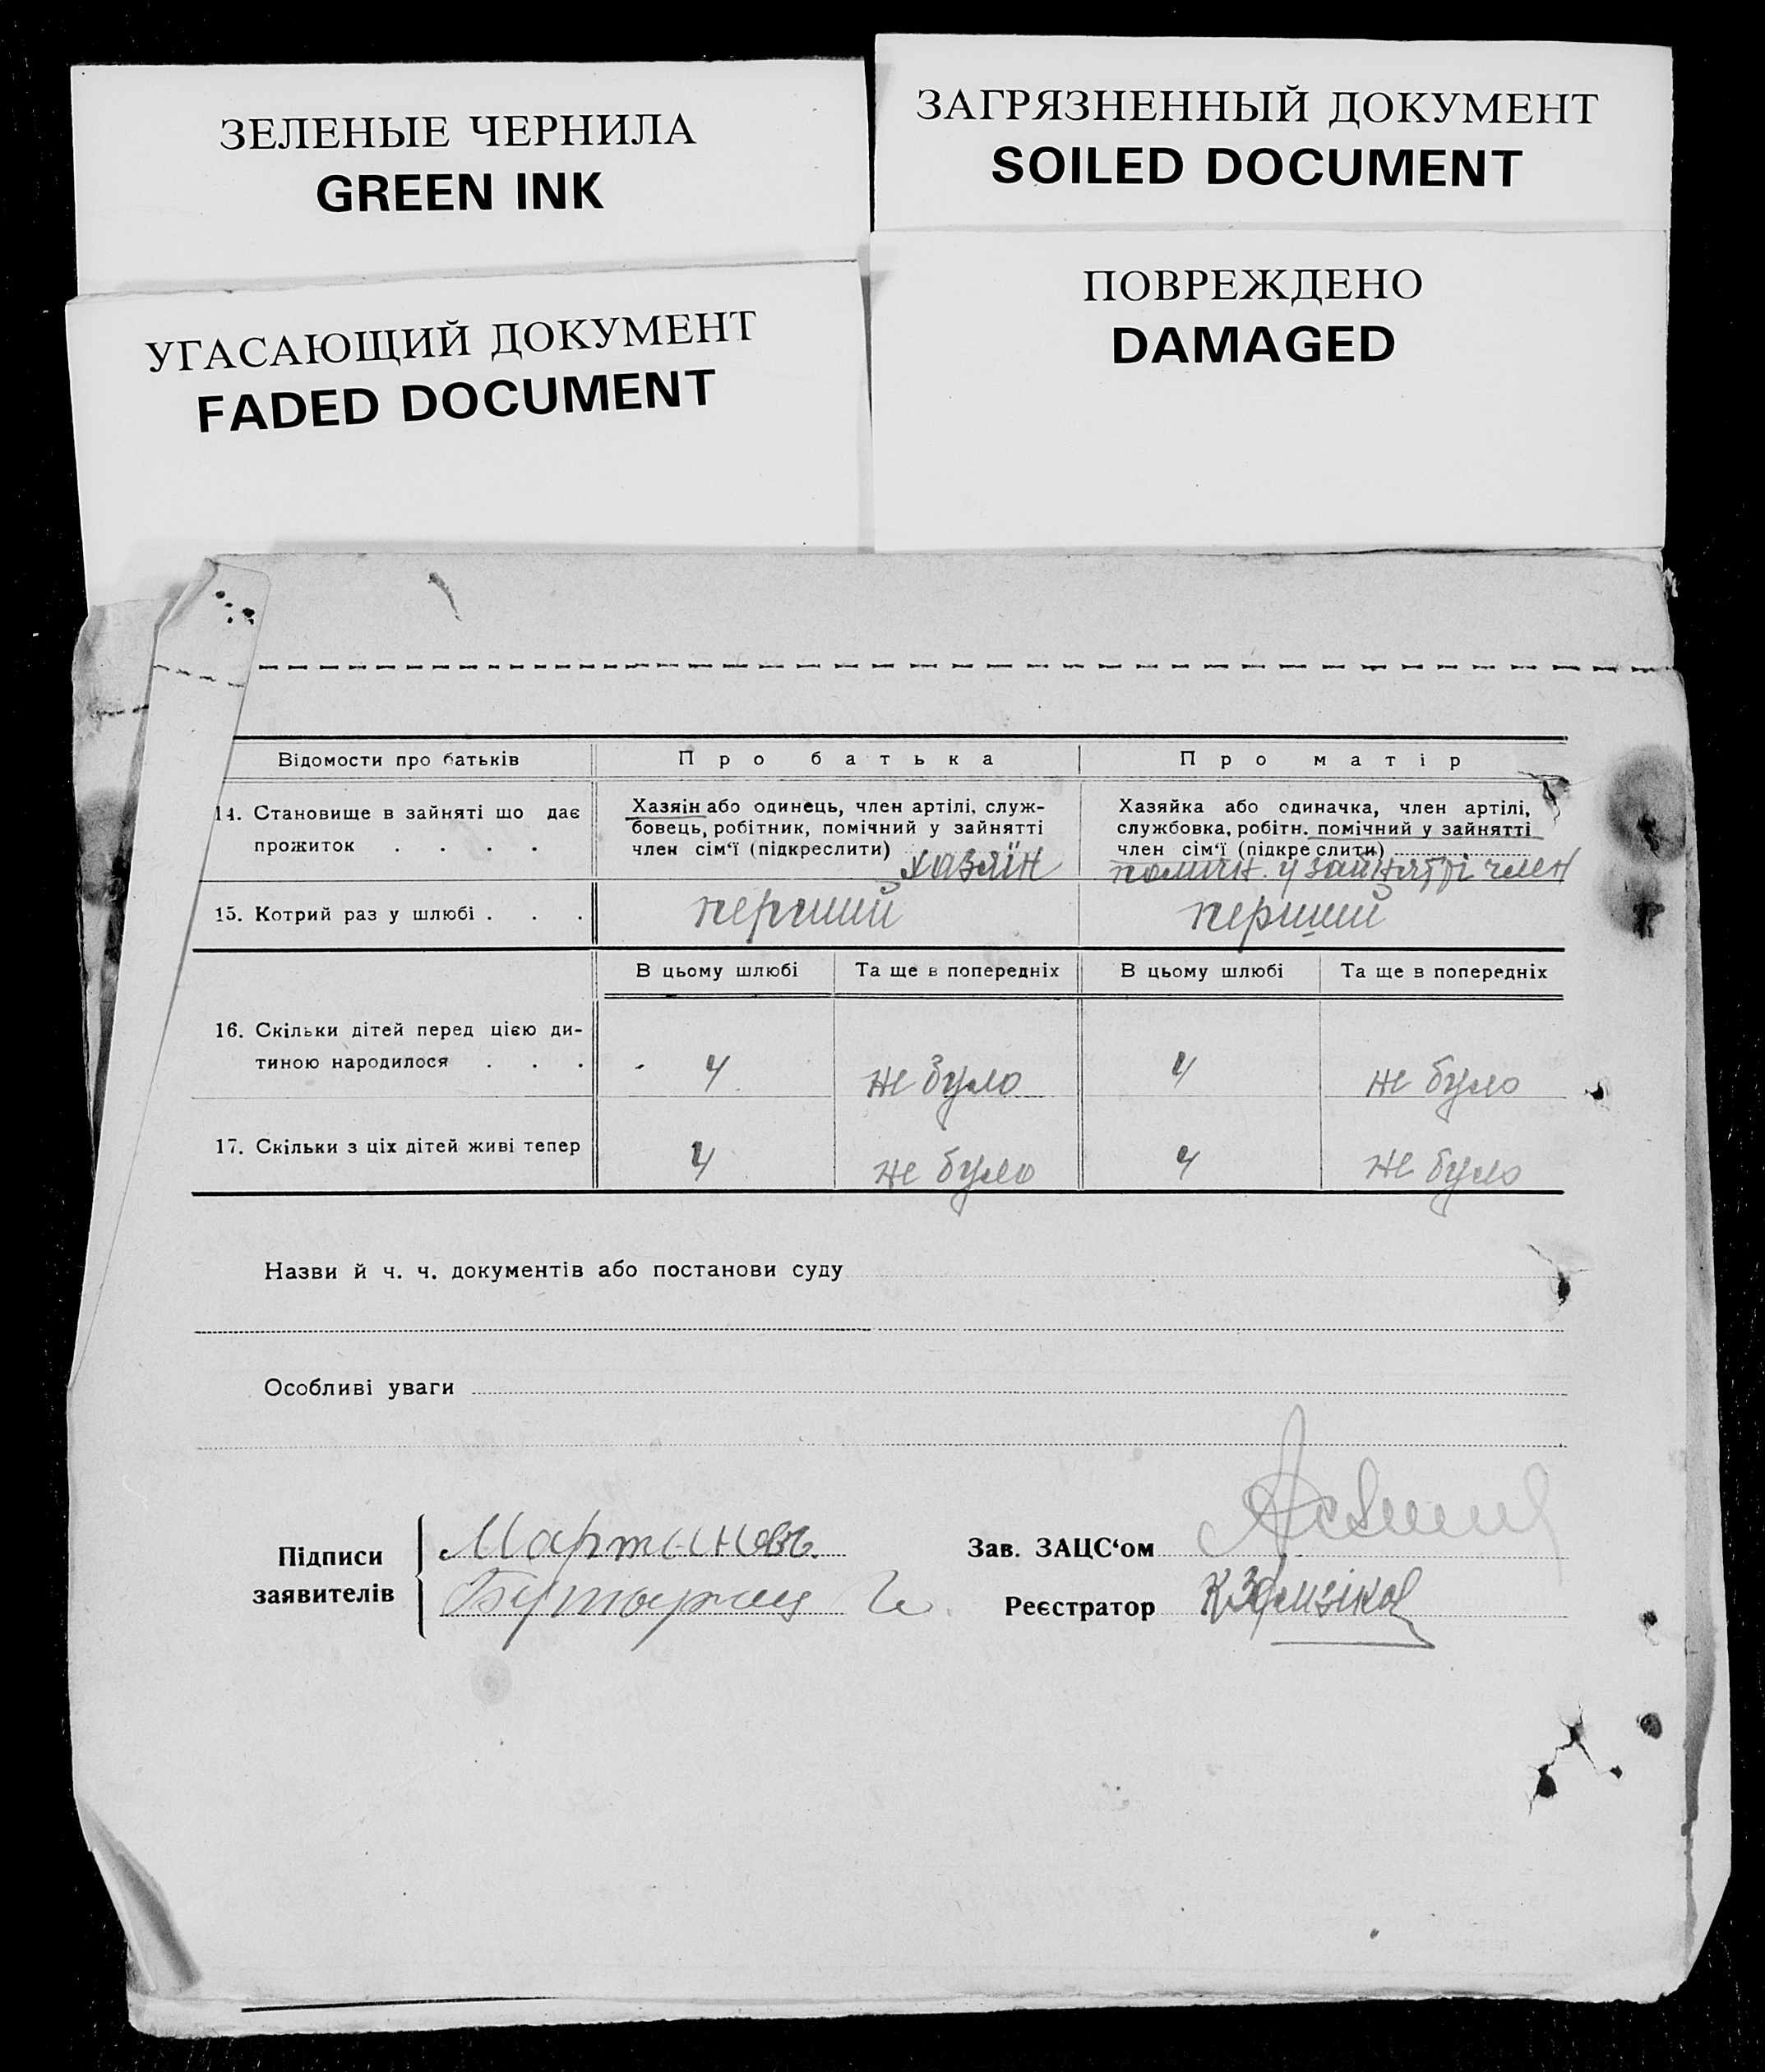 ЗЕЛЕНЫЕ ЧЕРНИЛА
GREEN INK
ЗАГРЯЗНЕННЫЙ ДОКУМЕНТ
SOILED DOCUMENT
УГАСАЮЩИЙ ДОКУМЕНТ
FADED DOCUMENT
ПОВРЕЖДЕНО
DAMAGED
Відомости про батьків
Про батька
Про матір
14. Становище в зайняті що дає
прожиток . . . .
Хазяін або одинець, член артілі, служ-
бовець, робітник, помічний у зайнятті
член сім‘ї (підкреслити)
хазяїн
Хазяйка або одиначка, член артілі,
службовка, робітн. помічний у зайнятті
член сім‘ї (підкреслити)
поміч. у зайнятті член
15. Котрий раз у шлюбі . . .
перший
перший
В цьому шлюбі
Та ще в попередніх
В цьому шлюбі
Та ще в попередніх
16. Скільки дітей перед цією ди-
тиною народилося . . .
4
не було
4
не було
17. Скільки з ціх дітей живі тепер
4
не було
4
не було
Назви й ч. ч. документів або постанови суду
Особливі уваги
Підписи
заявителів
Мартынова
Зав. ЗАЦС‘ом
Реєстратор